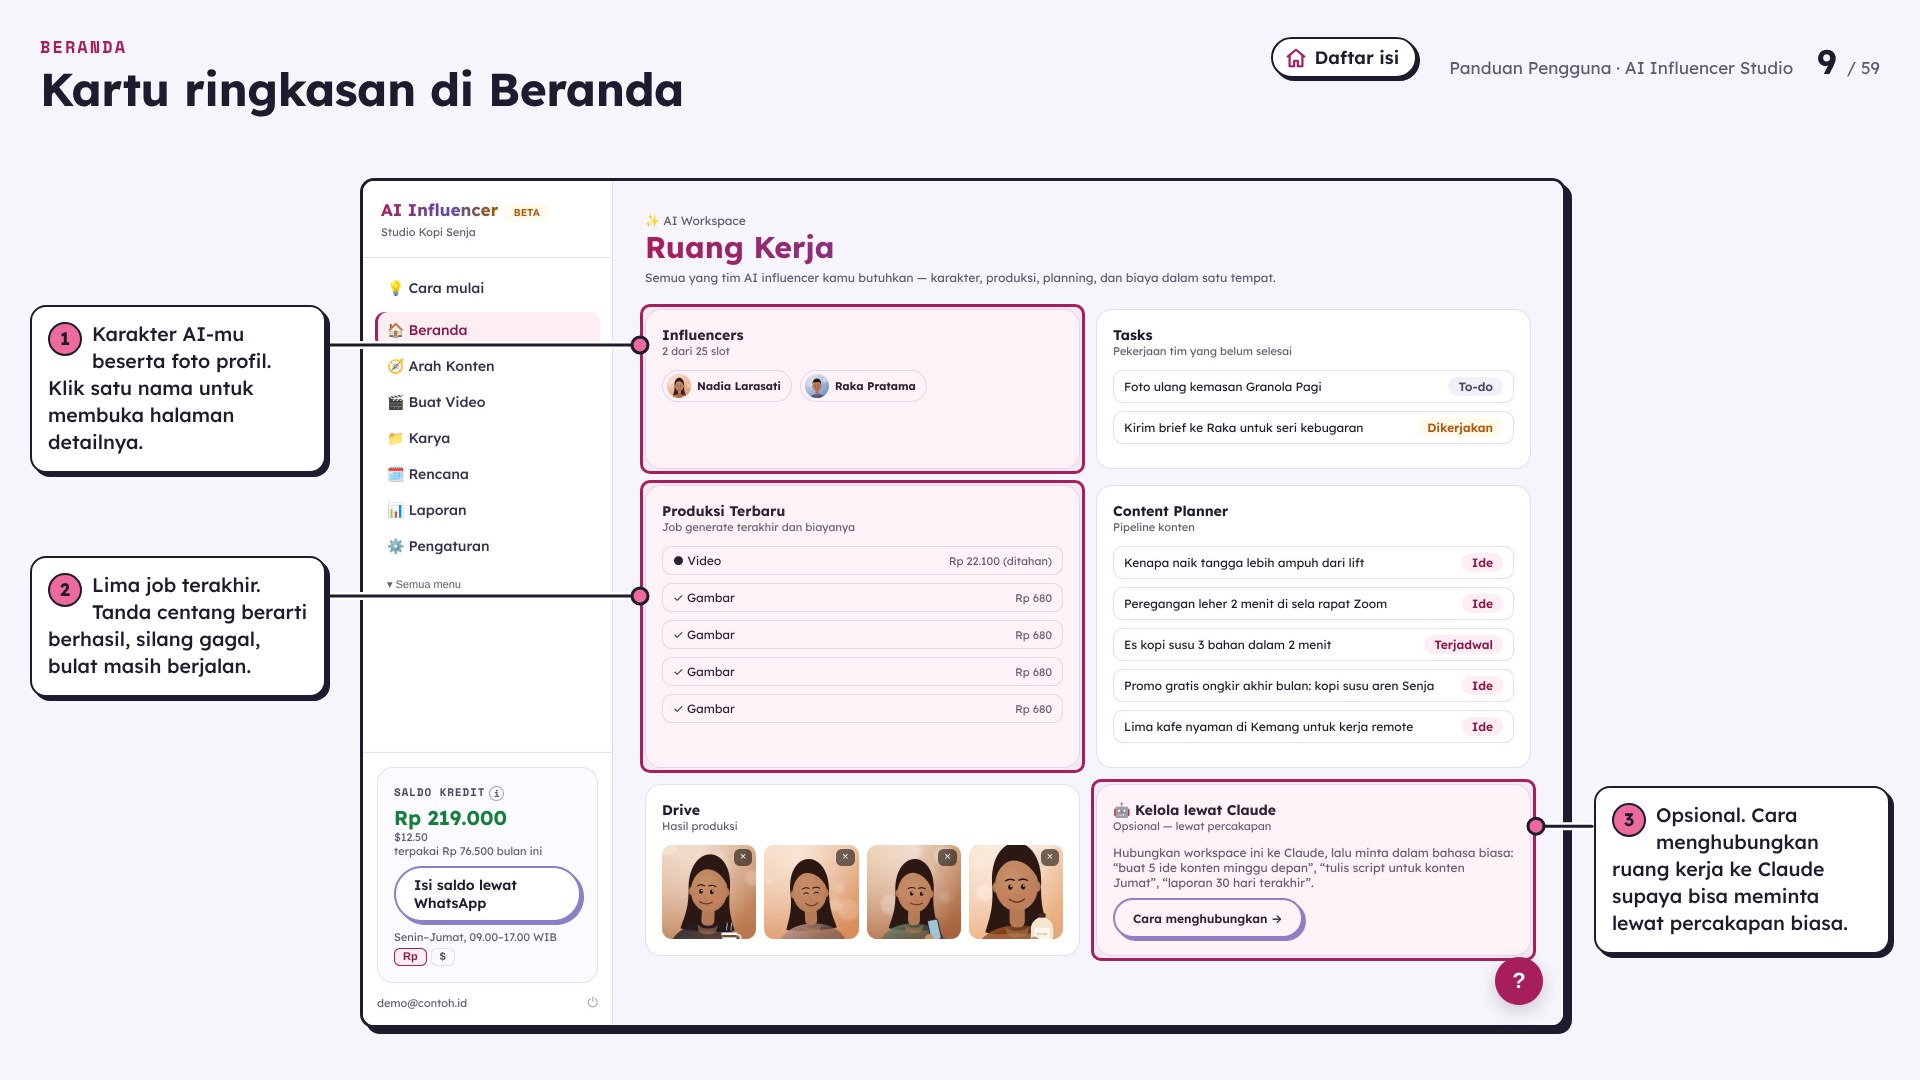 BERANDA
Kartu ringkasan di Beranda
Daftar isi
Panduan Pengguna · AI Influencer Studio
9 / 59
1
Karakter AI-mu
beserta foto profil.
Klik satu nama untuk
membuka halaman
detailnya.
2
Lima job terakhir.
Tanda centang berarti
berhasil, silang gagal,
bulat masih berjalan.
AI Influencer BETA
Studio Kopi Senja
💡 Cara mulai
🏠 Beranda
🧭 Arah Konten
🎬 Buat Video
📁 Karya
🗓️ Rencana
📊 Laporan
⚙️ Pengaturan
▾ Semua menu
SALDO KREDIT i
Rp 219.000
$12.50
terpakai Rp 76.500 bulan ini
Isi saldo lewat
WhatsApp
Senin–Jumat, 09.00–17.00 WIB
Rp $
demo@contoh.id
✨ AI Workspace
Ruang Kerja
Semua yang tim AI influencer kamu butuhkan — karakter, produksi, planning, dan biaya dalam satu tempat.
Influencers
2 dari 25 slot
Nadia Larasati
Raka Pratama
Tasks
Pekerjaan tim yang belum selesai
Foto ulang kemasan Granola Pagi To-do
Kirim brief ke Raka untuk seri kebugaran Dikerjakan
Produksi Terbaru
Job generate terakhir dan biayanya
● Video Rp 22.100 (ditahan)
✓ Gambar Rp 680
✓ Gambar Rp 680
✓ Gambar Rp 680
✓ Gambar Rp 680
Content Planner
Pipeline konten
Kenapa naik tangga lebih ampuh dari lift Ide
Peregangan leher 2 menit di sela rapat Zoom Ide
Es kopi susu 3 bahan dalam 2 menit Terjadwal
Promo gratis ongkir akhir bulan: kopi susu aren Senja Ide
Lima kafe nyaman di Kemang untuk kerja remote Ide
Drive
Hasil produksi
× × × ×
🤖 Kelola lewat Claude
Opsional — lewat percakapan
Hubungkan workspace ini ke Claude, lalu minta dalam bahasa biasa:
“buat 5 ide konten minggu depan”, “tulis script untuk konten
Jumat”, “laporan 30 hari terakhir”.
Cara menghubungkan →
?
3
Opsional. Cara
menghubungkan
ruang kerja ke Claude
supaya bisa meminta
lewat percakapan biasa.